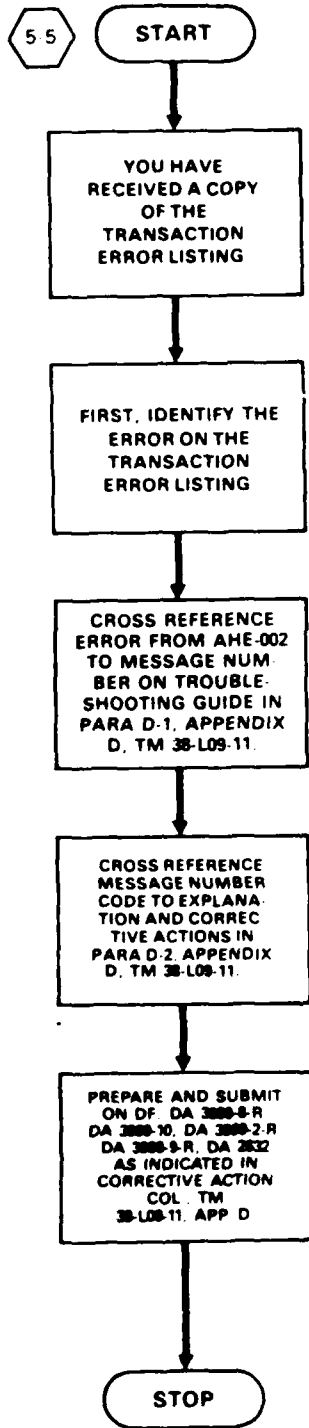 5-5
START
YOU HAVE
RECEIVED A COPY
OF THE
TRANSACTION
ERROR LISTING
FIRST, IDENTIFY THE
ERROR ON THE
TRANSACTION
ERROR LISTING
CROSS REFERENCE
ERROR FROM AHE-002
TO MESSAGE NUM-
BER ON TROUBLE-
SHOOTING GUIDE IN
PARA D-1, APPENDIX
D, TM 38-L09-11.
CROSS REFERENCE
MESSAGE NUMBER
CODE TO EXPLANA-
TION AND CORREC
TIVE ACTIONS IN
PARA D-2, APPENDIX
D, TM 38-L09-11.
PREPARE AND SUBMIT
ON DF, DA
DA
DA
AS INDICATED IN
CORRECTIVE ACTION
COL. TM
38-L09-11, APP D
STOP